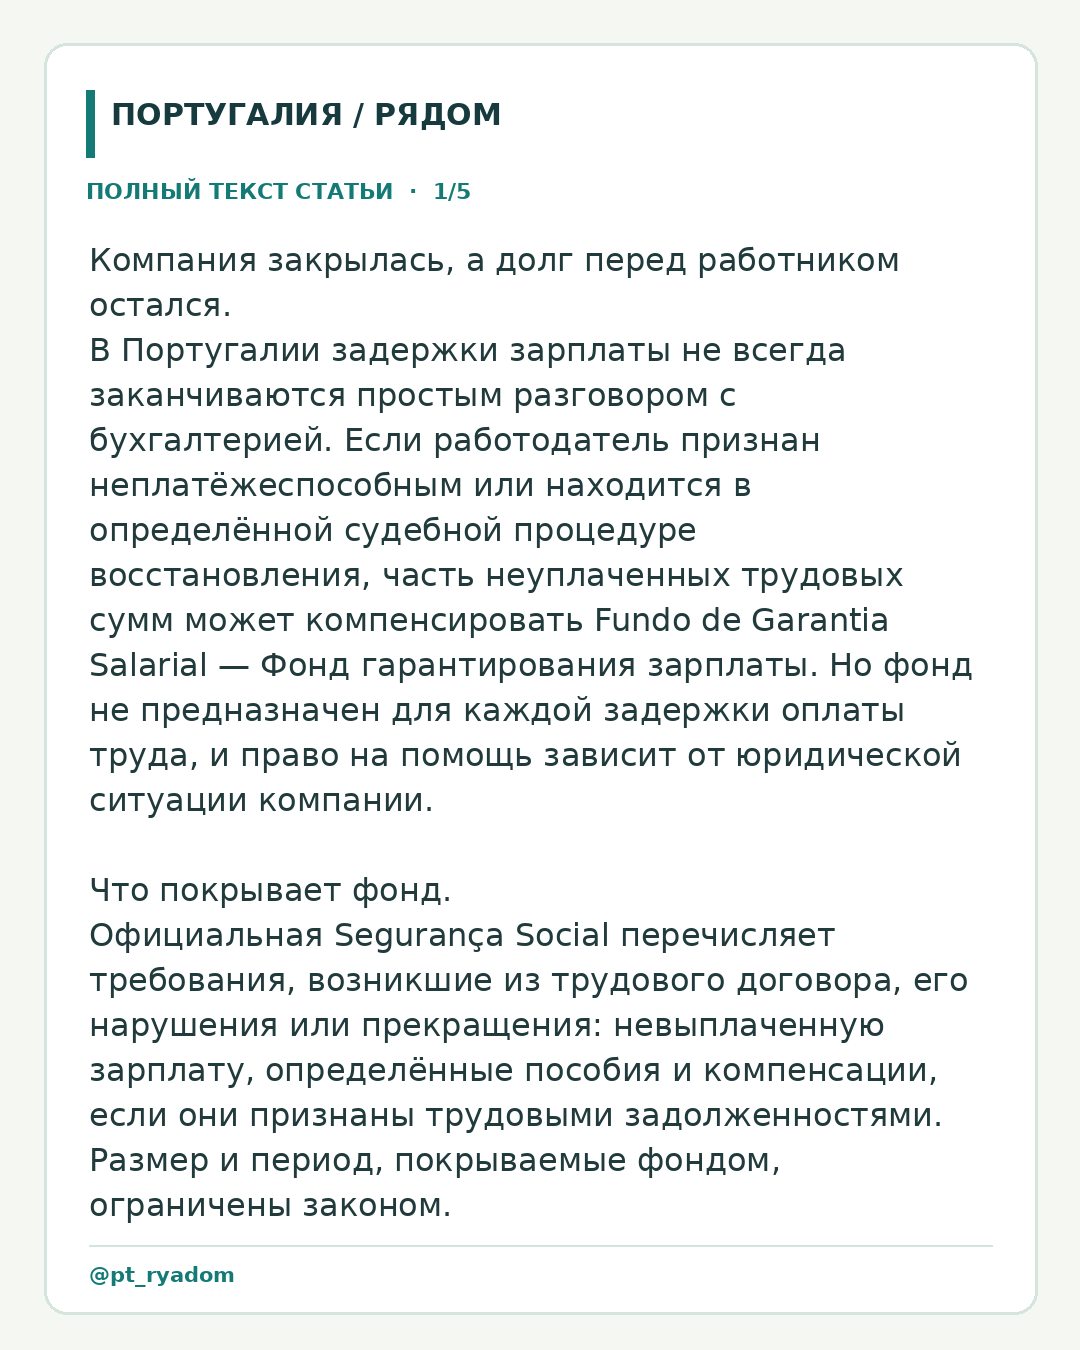 ПОРТУГАЛИЯ / РЯДОМ
ПОЛНЫЙ ТЕКСТ СТАТЬИ · 1/5
Компания закрылась, а долг перед работником
остался.
В Португалии задержки зарплаты не всегда
заканчиваются простым разговором с
бухгалтерией. Если работодатель признан
неплатёжеспособным или находится в
определённой судебной процедуре
восстановления, часть неуплаченных трудовых
сумм может компенсировать Fundo de Garantia
Salarial — Фонд гарантирования зарплаты. Но фонд
не предназначен для каждой задержки оплаты
труда, и право на помощь зависит от юридической
ситуации компании.
Что покрывает фонд.
Официальная Segurança Social перечисляет
требования, возникшие из трудового договора, его
нарушения или прекращения: невыплаченную
зарплату, определённые пособия и компенсации,
если они признаны трудовыми задолженностями.
Размер и период, покрываемые фондом,
ограничены законом.
@pt_ryadom